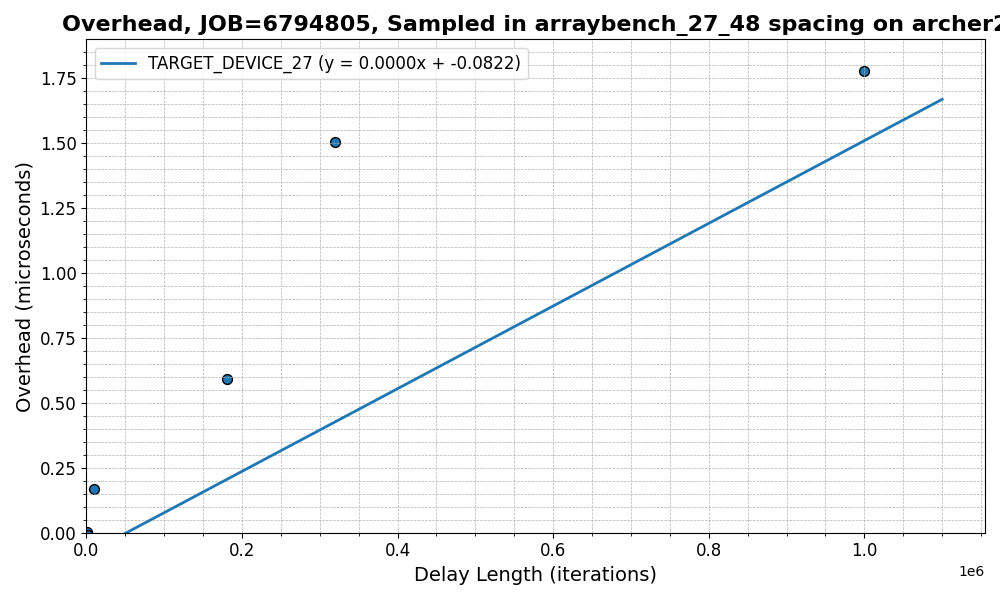 Overhead, JOB=6794805, Sampled in arraybench_27_48 spacing on archer2
TARGET_DEVICE_27 (y = 0.0000x + -0.0822)
Overhead (microseconds)
1.75
1.50
1.25
1.00
0.75
0.50
0.25
0.00
0.0 0.2 0.4 0.6 0.8 1.0
1e6
Delay Length (iterations)